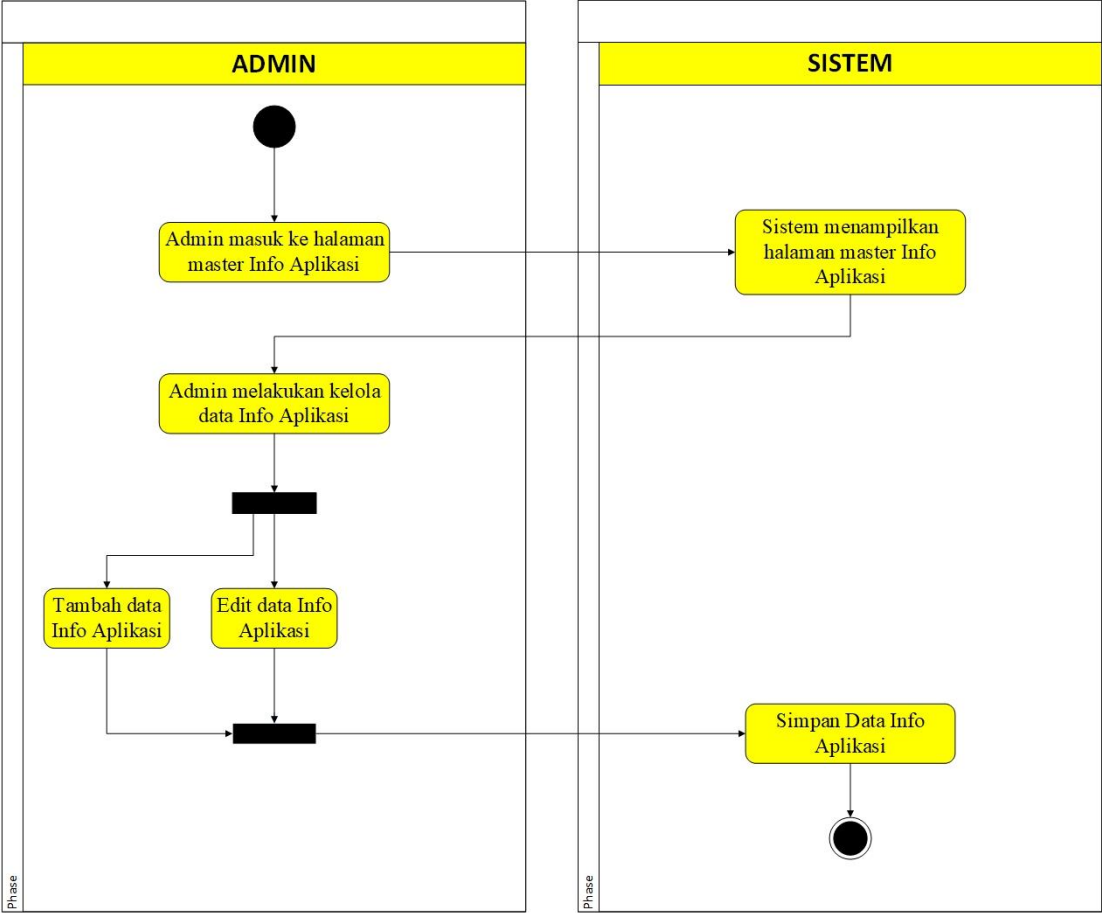 ADMIN
SISTEM
Admin masuk ke halaman
master Info Aplikasi
Sistem menampilkan
halaman master Info
Aplikasi
Admin melakukan kelola
data Info Aplikasi
Tambah data
Info Aplikasi
Edit data Info
Aplikasi
Simpan Data Info
Aplikasi
Phase
Phase